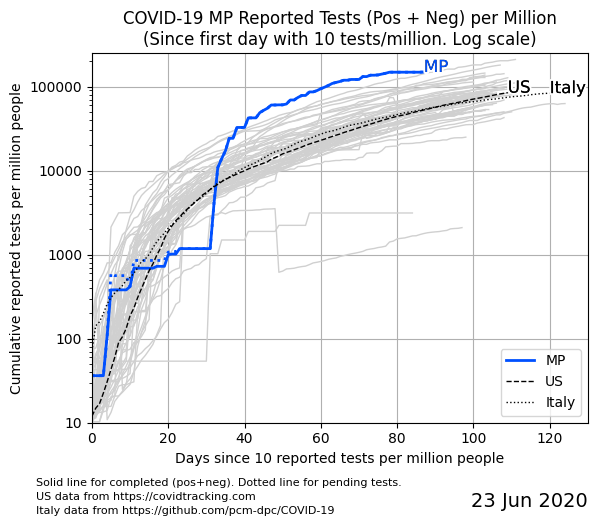 COVID-19 MP Reported Tests (Pos + Neg) per Million
(Since first day with 10 tests/million. Log scale)
Cumulative reported tests per million people
100000
10000
1000
100
10
MP
US
Italy
MP
US
Italy
0
20
40
60
80
100
120
Days since 10 reported tests per million people
Solid line for completed (pos+neg). Dotted line for pending tests.
US data from https://covidtracking.com
Italy data from https://github.com/pcm-dpc/COVID-19
23 Jun 2020